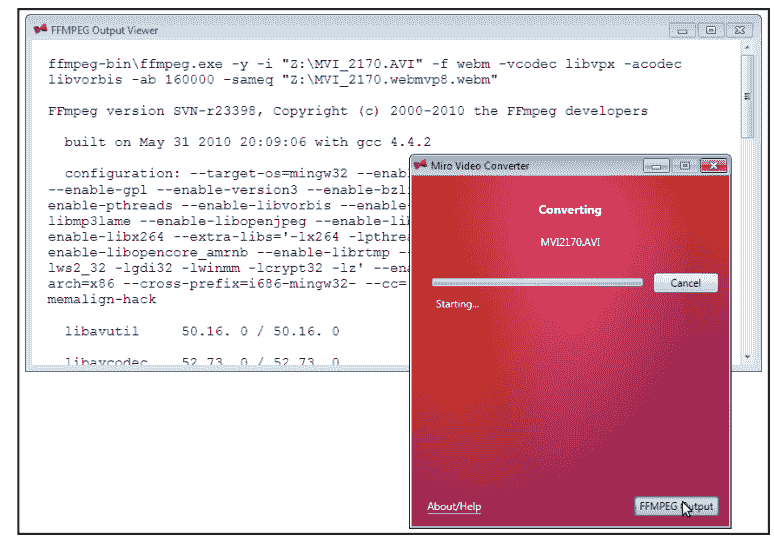 FFMPEG Output Viewer
ffmpeg-bin\ffmpeg.exe -y -i "Z:\MVI_2170.AVI" -f webm -vcodec libvpx -acodec
libvorbis -ab 160000 -sameq "Z:\MVI_2170.webmvp8.webm"
FFmpeg version SVN-r23398, Copyright (c) 2000-2010 the FFmpeg developers
built on May 31 2010 20:09:06 with gcc 4.4.2
configuration: --target-os=mingw32 --enab
--enable-gpl --enable-version3 --enable-bzl
enable-pthreads --enable-libvorbis --enable-
libmp3lame --enable-libopenjpeg --enable-li
enable-libx264 --extra-libs='-lx264 -lpthre
enable-libopencore_amrnb --enable-librtmp -
lws2_32 -lgdi32 -lwinmm -lcrypt32 -lz' --ena
arch=x86 --cross-prefix=i686-mingw32- --cc='
memalign-hack
libavutil 50.16. 0 / 50.16. 0
libavcodec 52.73. 0 / 52.73. 0
Miro Video Converter
Converting
MVI2170.AVI
Cancel
Starting...
About/Help
FFMPEG Output